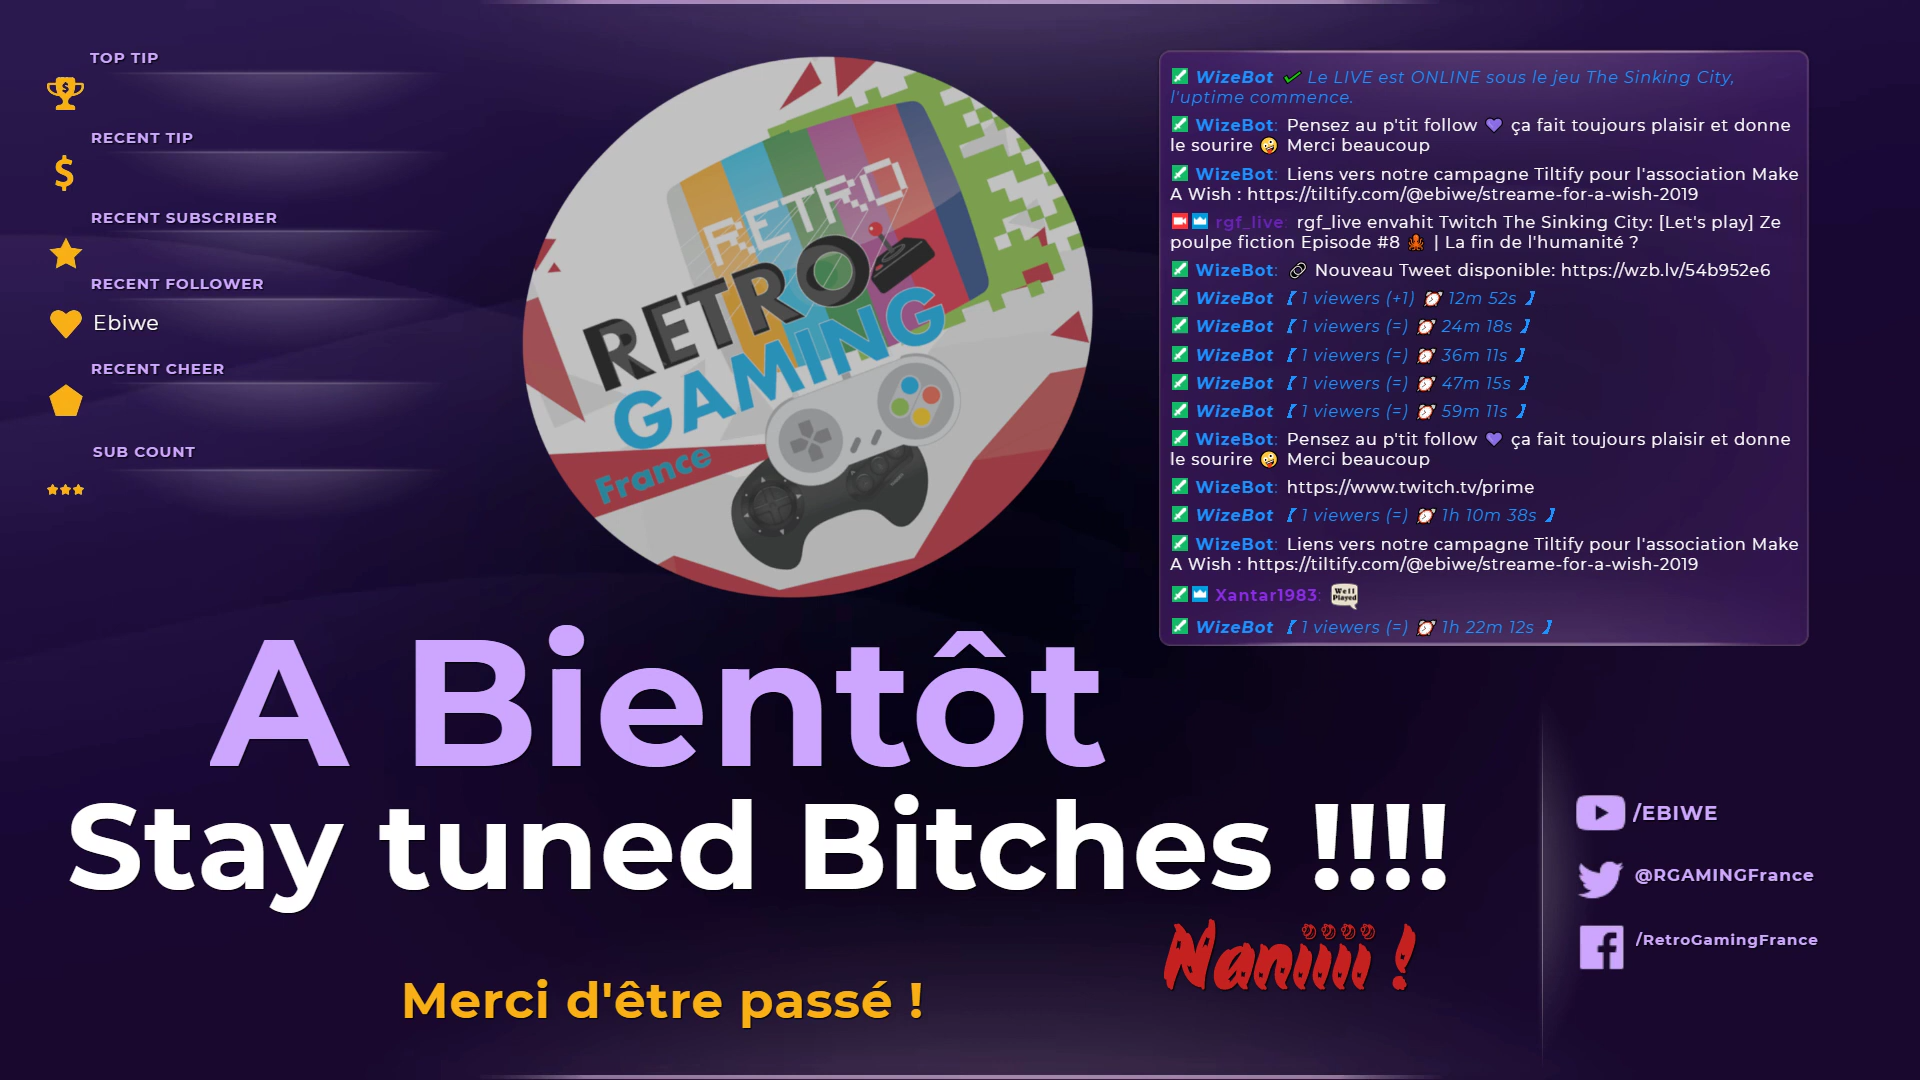 TOP TIP
RECENT TIP
RECENT SUBSCRIBER
RECENT FOLLOWER
Ebiwe
RECENT CHEER
SUB COUNT
RETRO
RETRO
GAMING
France
WizeBot ✔ Le LIVE est ONLINE sous le jeu The Sinking City,
l'uptime commence.
WizeBot: Pensez au p'tit follow 💜 ça fait toujours plaisir et donne
le sourire 🤪 Merci beaucoup
WizeBot: Liens vers notre campagne Tiltify pour l'association Make
A Wish : https://tiltify.com/@ebiwe/streame-for-a-wish-2019
rgf_live: rgf_live envahit Twitch The Sinking City: [Let's play] Ze
poulpe fiction Episode #8 🐙 | La fin de l'humanité ?
WizeBot: 🔗 Nouveau Tweet disponible: https://wzb.lv/54b952e6
WizeBot 【 1 viewers (+1) ⏰ 12m 52s 】
WizeBot 【 1 viewers (=) ⏰ 24m 18s 】
WizeBot 【 1 viewers (=) ⏰ 36m 11s 】
WizeBot 【 1 viewers (=) ⏰ 47m 15s 】
WizeBot 【 1 viewers (=) ⏰ 59m 11s 】
WizeBot: Pensez au p'tit follow 💜 ça fait toujours plaisir et donne
le sourire 🤪 Merci beaucoup
WizeBot: https://www.twitch.tv/prime
WizeBot 【 1 viewers (=) ⏰ 1h 10m 38s 】
WizeBot: Liens vers notre campagne Tiltify pour l'association Make
A Wish : https://tiltify.com/@ebiwe/streame-for-a-wish-2019
Xantar1983: Well Played
WizeBot 【 1 viewers (=) ⏰ 1h 22m 12s 】
A Bientôt
Stay tuned Bitches !!!!
Naniiii !
Merci d'être passé !
/EBIWE
@RGAMINGFrance
/RetroGamingFrance